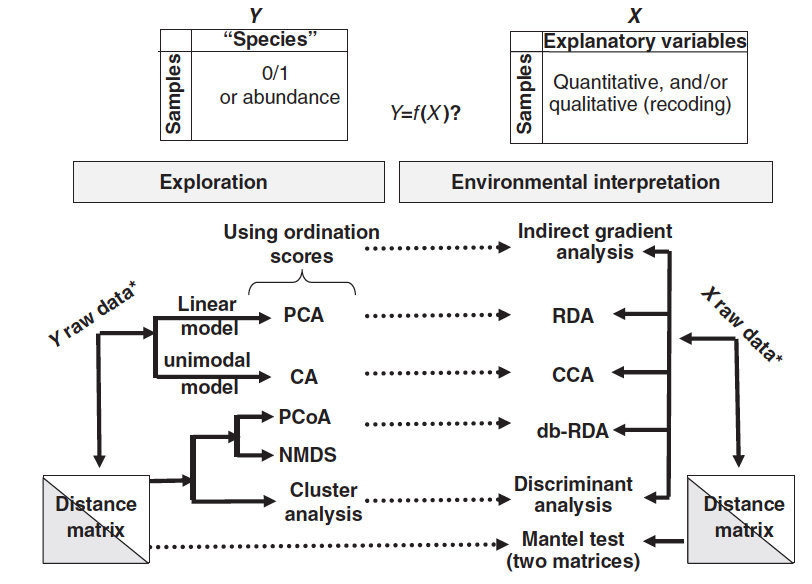 Y
X
“Species”
Samples
0/1
or abundance
Y=f(X)?
Explanatory variables
Samples
Quantitative, and/or
qualitative (recoding)
Exploration
Environmental interpretation
Using ordination
scores
Indirect gradient
analysis
Y raw data*
Linear
model
PCA
RDA
X raw data*
unimodal
model
CA
CCA
PCoA
db-RDA
NMDS
Cluster
analysis
Discriminant
analysis
Distance
matrix
Distance
matrix
Mantel test
(two matrices)